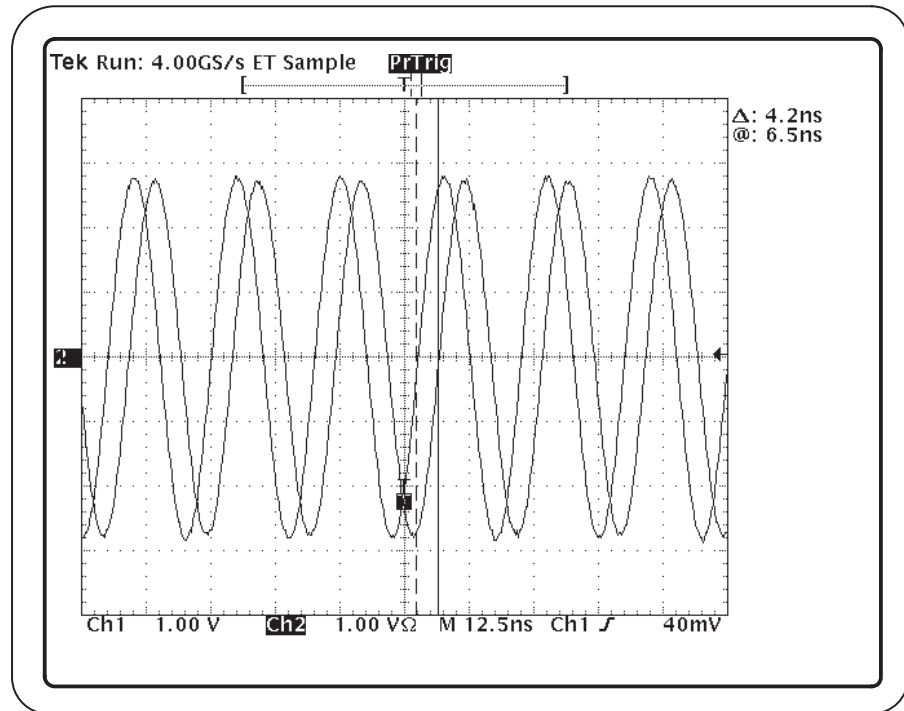 Tek Run: 4.00GS/s ET Sample PrTrig
[ T ]
Δ: 4.2ns
@: 6.5ns
2
Ch1 1.00 V Ch2 1.00 VΩ M 12.5ns Ch1 ƒ 40mV